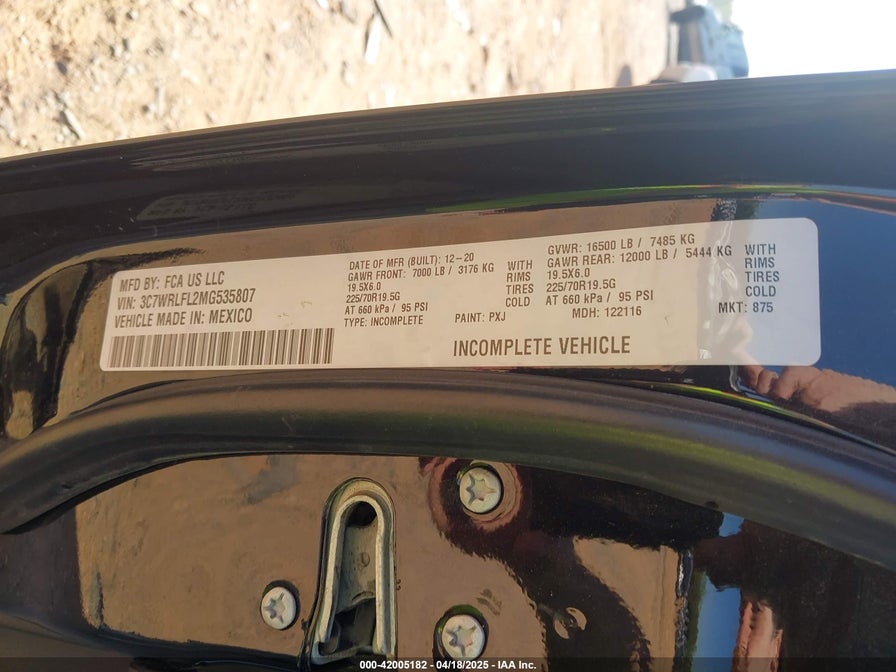 MFD BY: FCA US LLC
VIN: 3C7WRLFL2MG535807
VEHICLE MADE IN: MEXICO
DATE OF MFR (BUILT): 12-20
GAWR FRONT: 7000 LB / 3176 KG
19.5X6.0
225/70R19.5G
AT 660 kPa / 95 PSI
TYPE: INCOMPLETE
WITH
RIMS
TIRES
COLD
PAINT: PXJ
GVWR: 16500 LB / 7485 KG
GAWR REAR: 12000 LB / 5444 KG
19.5X6.0
225/70R19.5G
AT 660 kPa / 95 PSI
MDH: 122116
WITH
RIMS
TIRES
COLD
MKT: 875
INCOMPLETE VEHICLE
000-42005182 - 04/18/2025 - IAA Inc.